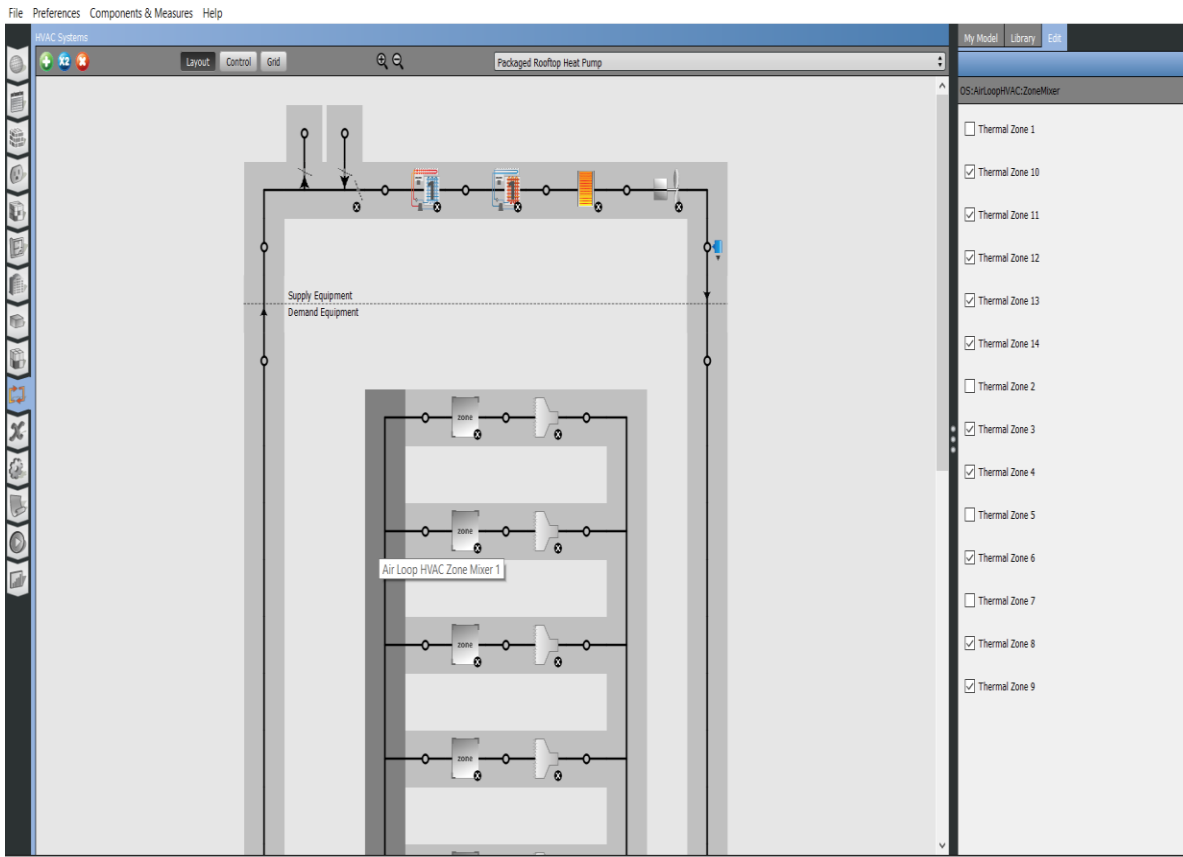 File Preferences Components & Measures Help
HVAC Systems
My Model Library Edit
x2
Layout Control Grid
Packaged Rooftop Heat Pump
OS:AirLoopHVAC:ZoneMixer
Thermal Zone 1
Thermal Zone 10
Thermal Zone 11
Thermal Zone 12
Thermal Zone 13
Thermal Zone 14
Thermal Zone 2
Thermal Zone 3
Thermal Zone 4
Thermal Zone 5
Thermal Zone 6
Thermal Zone 7
Thermal Zone 8
Thermal Zone 9
1
1
Supply Equipment
Demand Equipment
zone
zone
Air Loop HVAC Zone Mixer 1
zone
zone